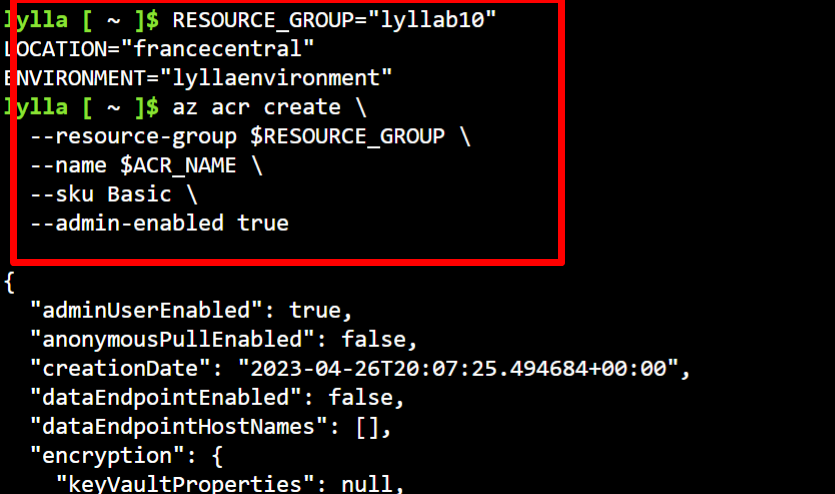 lylla [ ~ ]$ RESOURCE_GROUP="lyllab10"
LOCATION="francecentral"
ENVIRONMENT="lyllaenvironment"
lylla [ ~ ]$ az acr create \
--resource-group $RESOURCE_GROUP \
--name $ACR_NAME \
--sku Basic \
--admin-enabled true
{
"adminUserEnabled": true,
"anonymousPullEnabled": false,
"creationDate": "2023-04-26T20:07:25.494684+00:00",
"dataEndpointEnabled": false,
"dataEndpointHostNames": [],
"encryption": {
"keyVaultProperties": null,